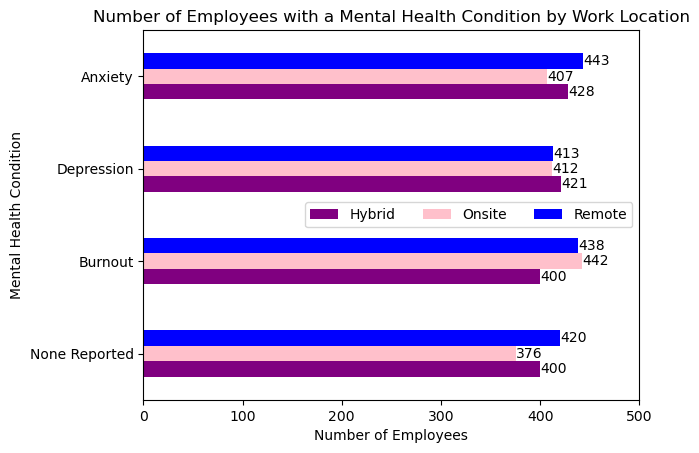 Number of Employees with a Mental Health Condition by Work Location
Mental Health Condition
Anxiety
443
407
428
Depression
413
412
421
Hybrid Onsite Remote
Burnout
438
442
400
None Reported
420
376
400
0 100 200 300 400 500
Number of Employees